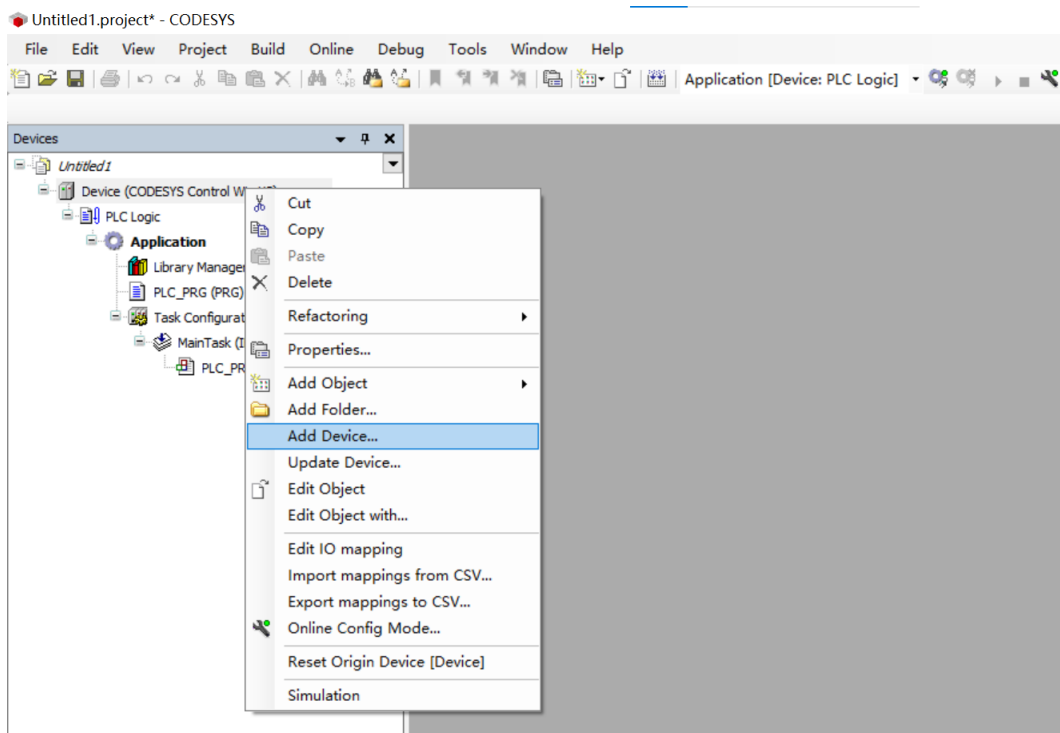 Untitled1.project* - CODESYS
File Edit View Project Build Online Debug Tools Window Help
Application [Device: PLC Logic]
Devices
Untitled1
Device (CODESYS Control W
PLC Logic
Application
Library Manage
PLC_PRG (PRG)
Task Configurat
MainTask (I
PLC_PR
Cut
Copy
Paste
Delete
Refactoring
Properties...
Add Object
Add Folder...
Add Device...
Update Device...
Edit Object
Edit Object with...
Edit IO mapping
Import mappings from CSV...
Export mappings to CSV...
Online Config Mode...
Reset Origin Device [Device]
Simulation